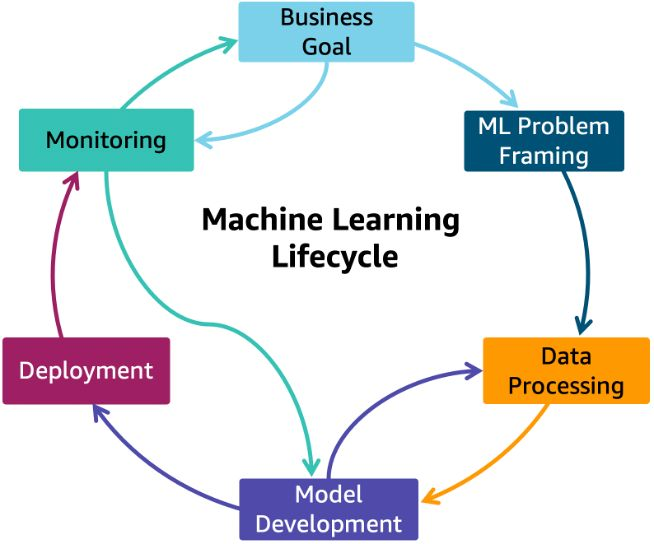 Business
Goal
ML Problem
Framing
Monitoring
Machine Learning
Lifecycle
Deployment
Data
Processing
Model
Development